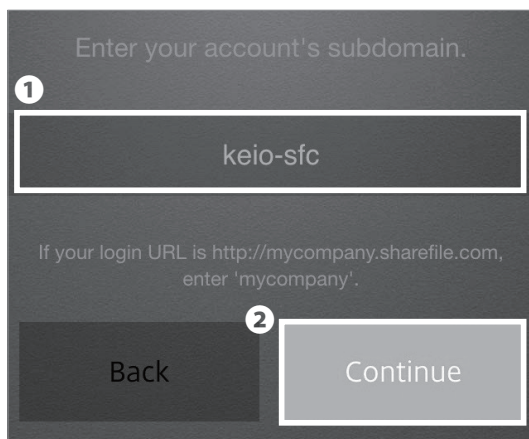 Enter your account's subdomain.
1
keio-sfc
If your login URL is http://mycompany.sharefile.com,
enter 'mycompany'.
2
Back
Continue